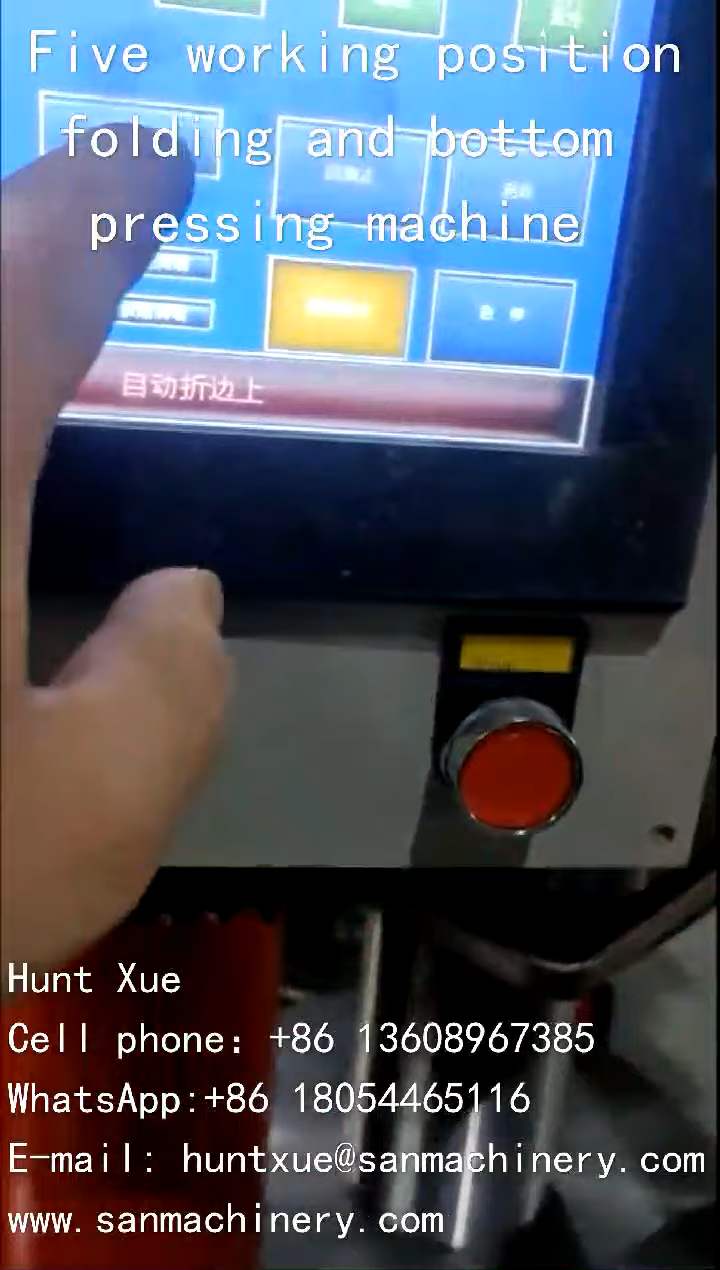 Five working position
folding and bottom
pressing machine
自动折边上
Hunt Xue
Cell phone: +86 13608967385
WhatsApp:+86 18054465116
E-mail: huntxue@sanmachinery.com
www.sanmachinery.com